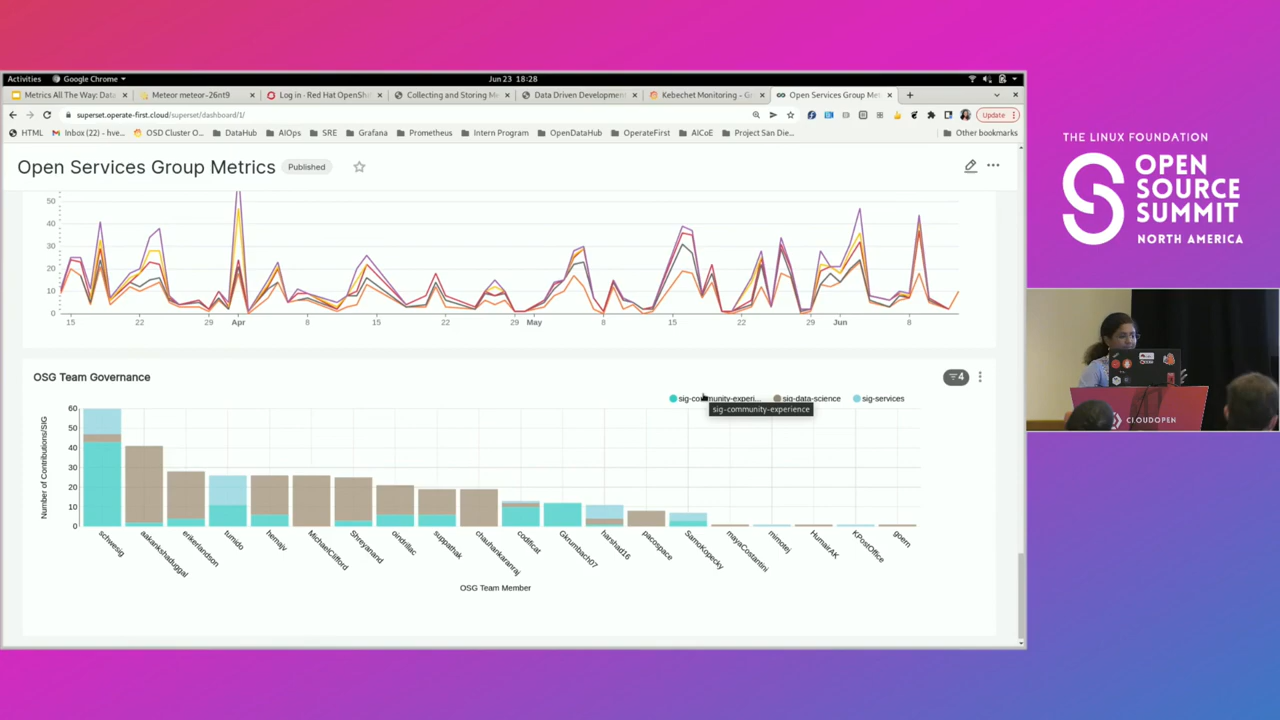 Activities Google Chrome Jun 23 18:28
Metrics All The Way: Dat
Meteor meteor-26nt9
Log in - Red Hat OpenShi
Collecting and Storing Me
Data Driven Developmen
Kebechet Monitoring - Gr
Open Services Group Met
superset.operate-first.cloud/superset/dashboard/1/
Update
HTML
Inbox (22) - hve...
OSD Cluster O...
DataHub
AIOps
SRE
Grafana
Prometheus
Intern Program
OpenDataHub
OperateFirst
AICoE
Project San Die...
Other bookmarks
Open Services Group Metrics Published
50
40
30
20
10
0
15 22 29 Apr 8 15 22 29 May 8 15 22 29 Jun 8
OSG Team Governance
4
sig-community-experi... sig-data-science sig-services
sig-community-experience
Number of Contributions/SIG
60
50
40
30
20
10
0
schwesig
aakankshaduggal
erikerlandson
tumido
hemajv
MichaelClifford
Shreyanand
oindrillac
suppathak
chauhankaranraj
codificat
Gkrumbach07
harshad16
pacospace
SamoKopecky
mayaCostantini
mimotej
HumairAK
KPostOffice
goern
OSG Team Member
THE LINUX FOUNDATION
OPEN
SOURCE
SUMMIT
NORTH AMERICA
CLOUDOPEN